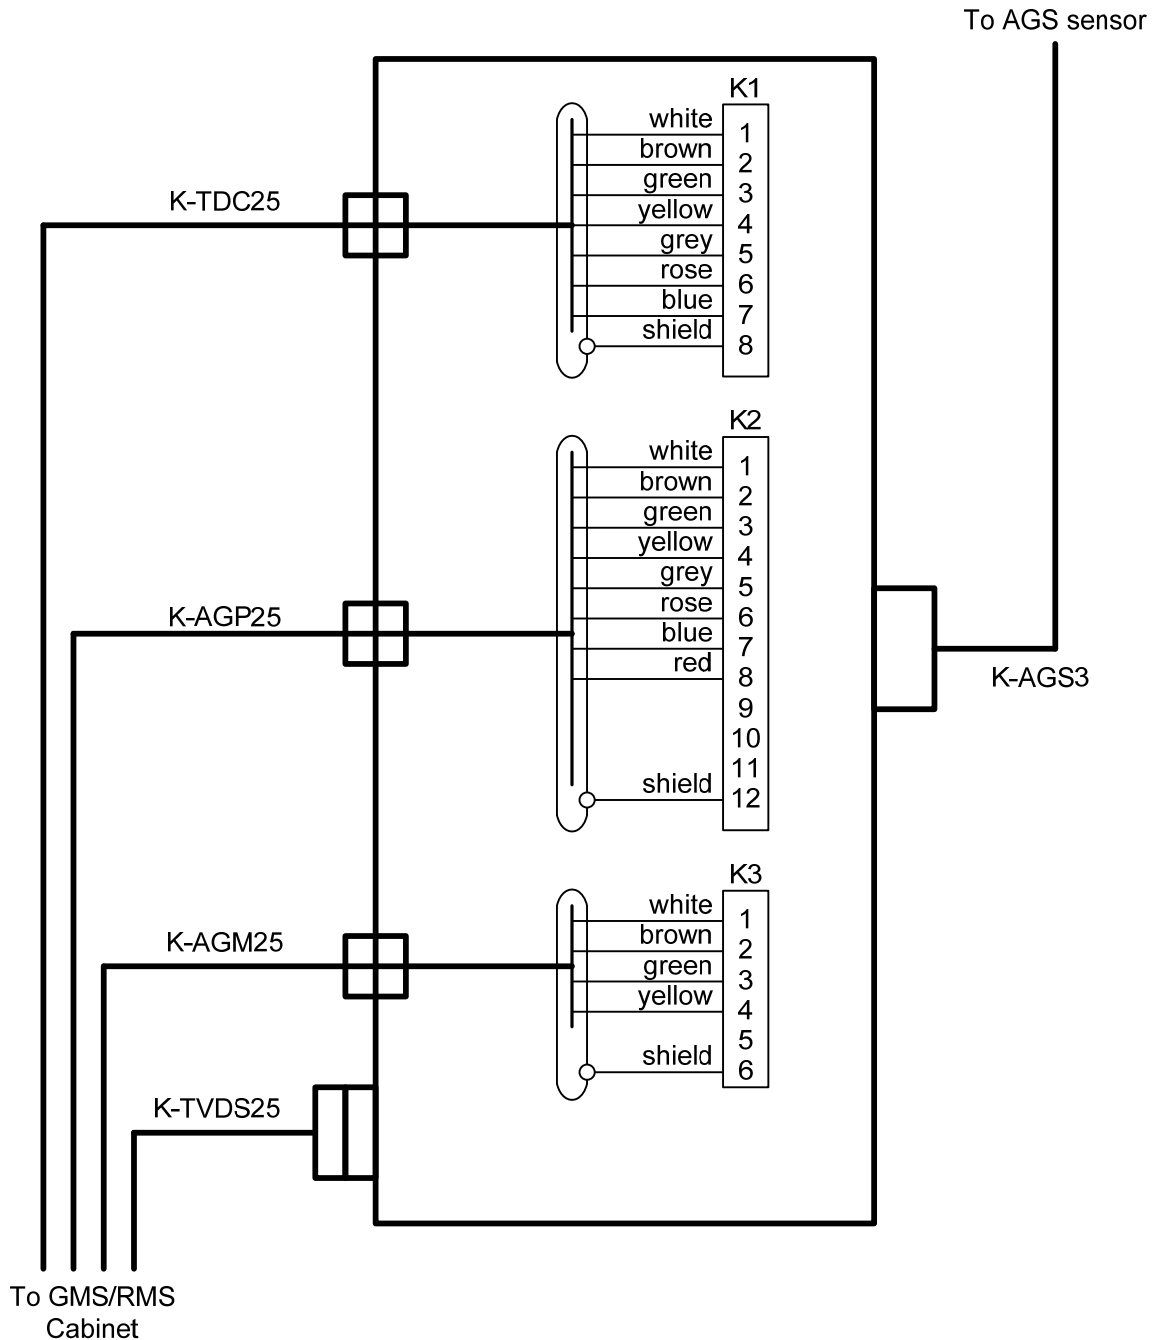 To AGS sensor
K1
white 1
brown 2
green 3
yellow 4
grey 5
rose 6
blue 7
shield 8
K-TDC25
K2
white 1
brown 2
green 3
yellow 4
grey 5
rose 6
blue 7
red 8
9
10
11
shield 12
K-AGP25
K-AGS3
K3
white 1
brown 2
green 3
yellow 4
5
shield 6
K-AGM25
K-TVDS25
To GMS/RMS
Cabinet